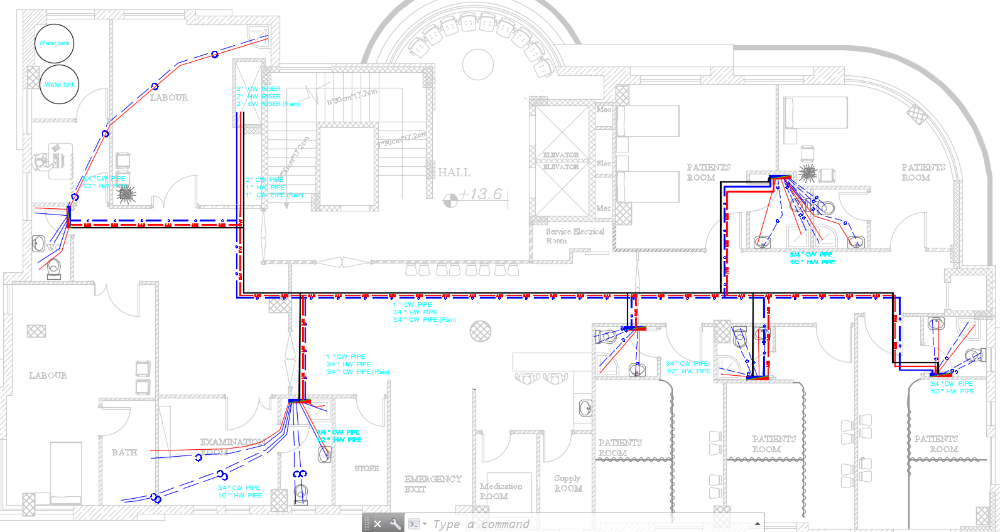 Water tank
Water tank
LABOUR
3" CW RISER
2" HW RISER
2" CW RISER (Rain)
8*30cm*17.2cm
7*30cm*17.2cm
Mec
ELEVATOR
ELEVATOR
Elec
Mec
HALL
+13.6
PATIENTS
ROOM
PATIENTS
ROOM
3/4" CW PIPE
1/2" HW PIPE
2" CW PIPE
1" HW PIPE
1" CW PIPE (Rain)
Service Electrical
Room
WC
3/4" CW PIPE
1/2" HW PIPE
1" CW PIPE
3/4" HW PIPE
3/4" CW PIPE (Rain)
1" CW PIPE
3/4" HW PIPE
3/4" CW PIPE (Rain)
3/4" CW PIPE
1/2" HW PIPE
3/4" CW PIPE
1/2" HW PIPE
LABOUR
3/4" CW PIPE
1/2" HW PIPE
BATH
EXAMINATION
ROOM
STORE
PATIENTS
ROOM
PATIENTS
ROOM
PATIENTS
ROOM
EMERGENCY
EXIT
Medication
ROOM
Supply
ROOM
3/4" CW PIPE
1/2" HW PIPE
Type a command